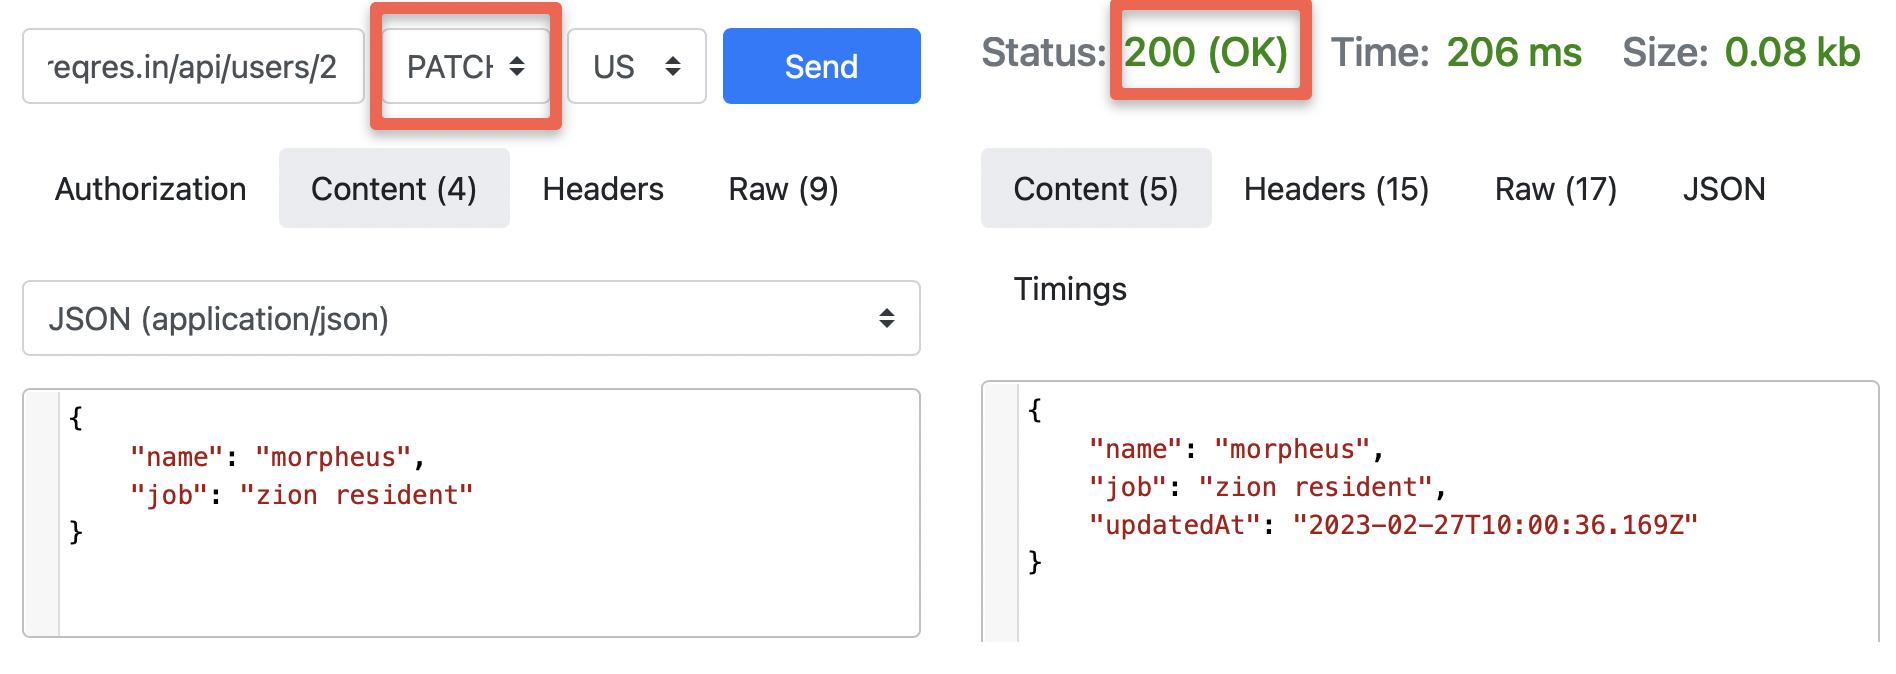 reqres.in/api/users/2 PATCH US Send
Authorization Content (4) Headers Raw (9)
JSON (application/json)
{
"name": "morpheus",
"job": "zion resident"
}
Status: 200 (OK) Time: 206 ms Size: 0.08 kb
Content (5) Headers (15) Raw (17) JSON
Timings
{
"name": "morpheus",
"job": "zion resident",
"updatedAt": "2023-02-27T10:00:36.169Z"
}